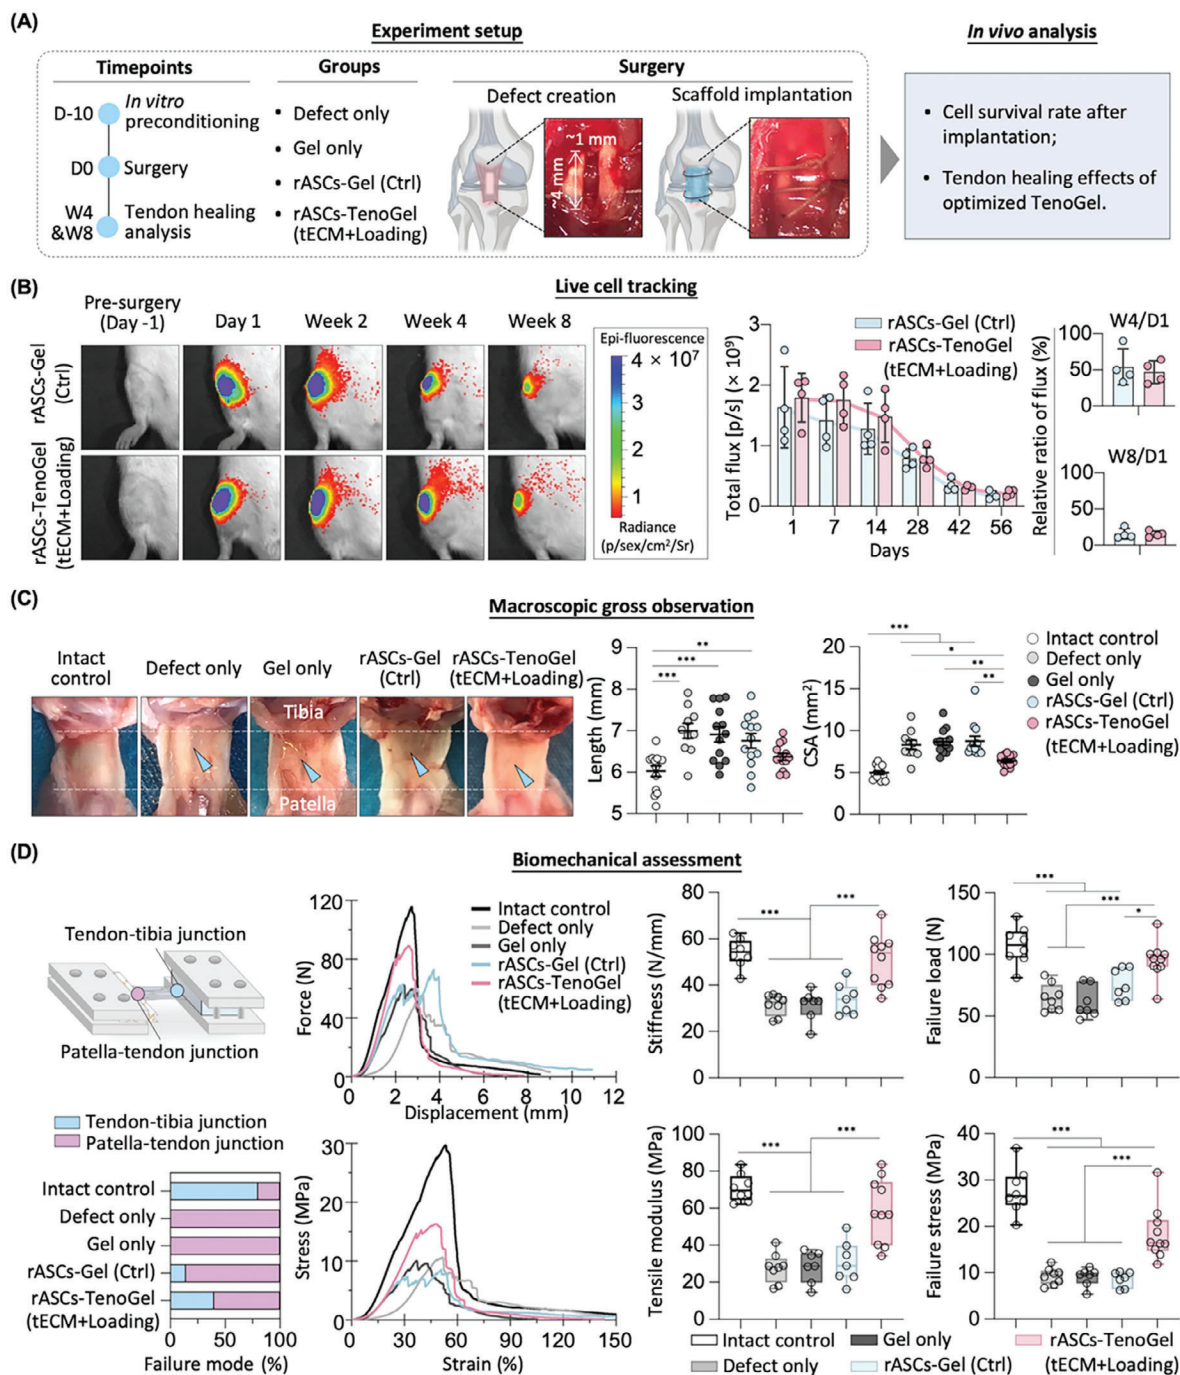 (A)
Experiment setup
In vivo analysis
Timepoints
Groups
Surgery
D-10
In vitro
preconditioning
D0
Surgery
W4
&W8
Tendon healing
analysis
• Defect only
• Gel only
• rASCs-Gel (Ctrl)
• rASCs-TenoGel
(tECM+Loading)
Defect creation
Scaffold implantation
~1 mm
~4 mm
• Cell survival rate after
implantation;
• Tendon healing effects of
optimized TenoGel.
(B)
Live cell tracking
Pre-surgery
(Day -1)
Day 1
Week 2
Week 4
Week 8
rASCs-Gel
(Ctrl)
rASCs-TenoGel
(tECM+Loading)
Epi-fluorescence
4 × 10⁷
3
2
1
Radiance
(p/sex/cm²/Sr)
Total flux [p/s] (× 10⁹)
3
2
1
0
1 7 14 28 42 56
Days
rASCs-Gel (Ctrl)
rASCs-TenoGel
(tECM+Loading)
Relative ratio of flux (%)
W4/D1
100
50
0
W8/D1
100
50
0
(C)
Macroscopic gross observation
Intact
control
Defect only
Gel only
rASCs-Gel
(Ctrl)
rASCs-TenoGel
(tECM+Loading)
Tibia
Patella
Length (mm)
9
8
7
6
5
**
***
***
CSA (mm²)
20
15
10
5
0
***
*
**
**
Intact control
Defect only
Gel only
rASCs-Gel (Ctrl)
rASCs-TenoGel
(tECM+Loading)
(D)
Biomechanical assessment
Tendon-tibia junction
Patella-tendon junction
Force (N)
120
80
40
0
0 2 4 6 8 10 12
Displacement (mm)
Intact control
Defect only
Gel only
rASCs-Gel (Ctrl)
rASCs-TenoGel
(tECM+Loading)
Stiffness (N/mm)
80
60
40
20
0
***
***
Failure load (N)
150
100
50
0
***
***
*
Tendon-tibia junction
Patella-tendon junction
Intact control
Defect only
Gel only
rASCs-Gel (Ctrl)
rASCs-TenoGel
(tECM+Loading)
0 50 100
Failure mode (%)
Stress (MPa)
30
20
10
0
0 30 60 90 120 150
Strain (%)
Tensile modulus (MPa)
100
80
60
40
20
0
***
***
Failure stress (MPa)
40
30
20
10
0
***
***
Intact control
Defect only
Gel only
rASCs-Gel (Ctrl)
rASCs-TenoGel
(tECM+Loading)